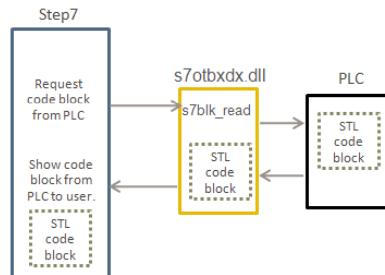 Step7
Request
code block
from PLC
Show code
block from
PLC to user.
STL
code
block
s7otbxdx.dll
s7blk_read
STL
code
block
PLC
STL
code
block